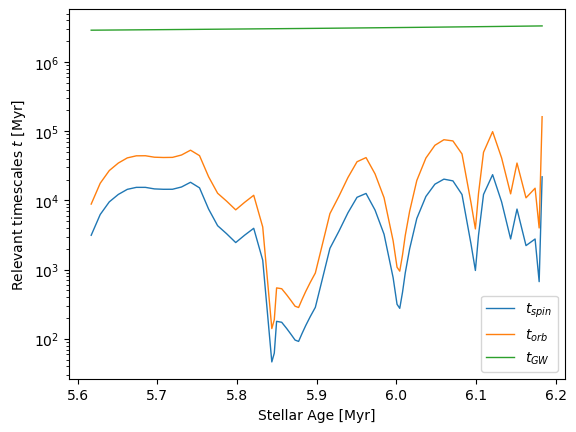 Relevant timescales t [Myr]
10^6
10^5
10^4
10^3
10^2
5.6 5.7 5.8 5.9 6.0 6.1 6.2
Stellar Age [Myr]
t_spin
t_orb
t_GW